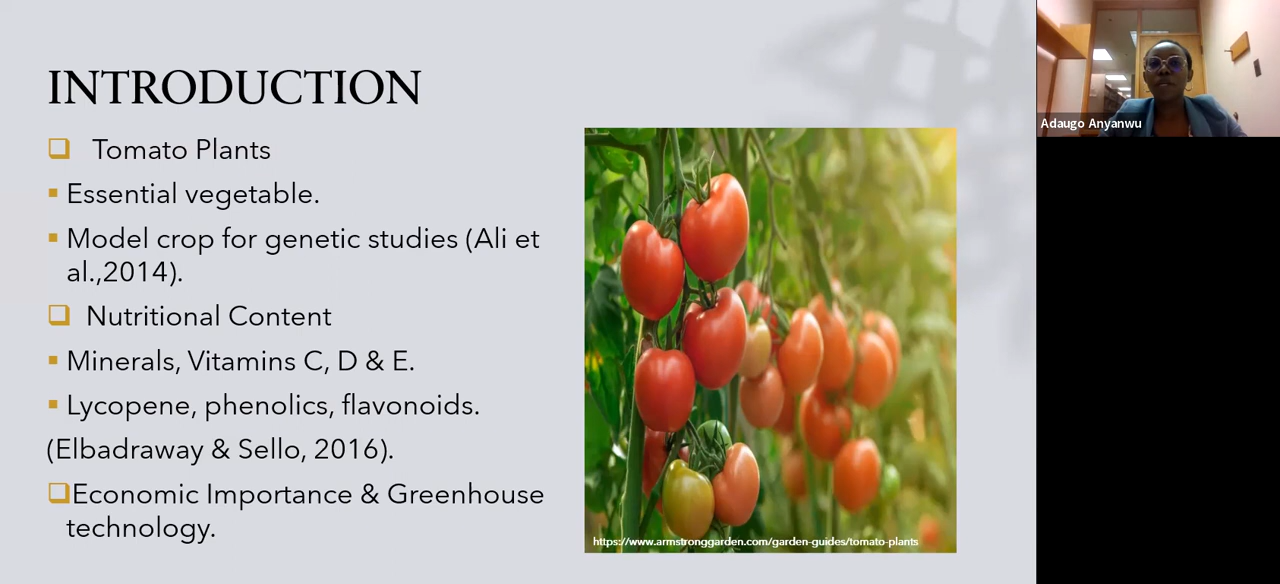 INTRODUCTION
Tomato Plants
Essential vegetable.
Model crop for genetic studies (Ali et
al.,2014).
Nutritional Content
Minerals, Vitamins C, D & E.
Lycopene, phenolics, flavonoids.
(Elbadraway & Sello, 2016).
Economic Importance & Greenhouse
technology.
https://www.armstronggarden.com/garden-guides/tomato-plants
Adaugo Anyanwu